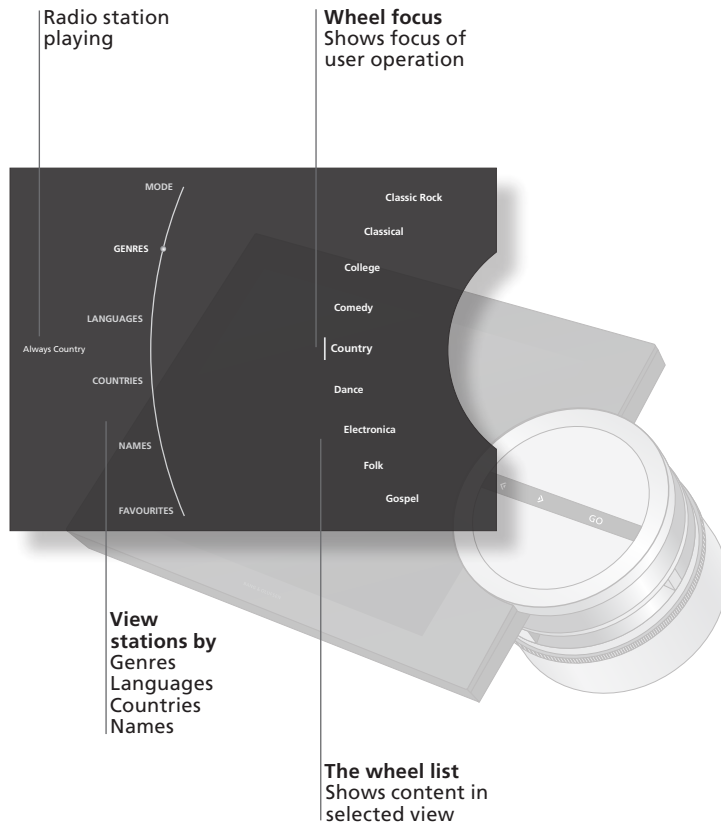 Radio station
playing
Wheel focus
Shows focus of
user operation
MODE
GENRES
LANGUAGES
Always Country
COUNTRIES
NAMES
FAVOURITES
Classic Rock
Classical
College
Comedy
Country
Dance
Electronica
Folk
Gospel
GO
View
stations by
Genres
Languages
Countries
Names
The wheel list
Shows content in
selected view